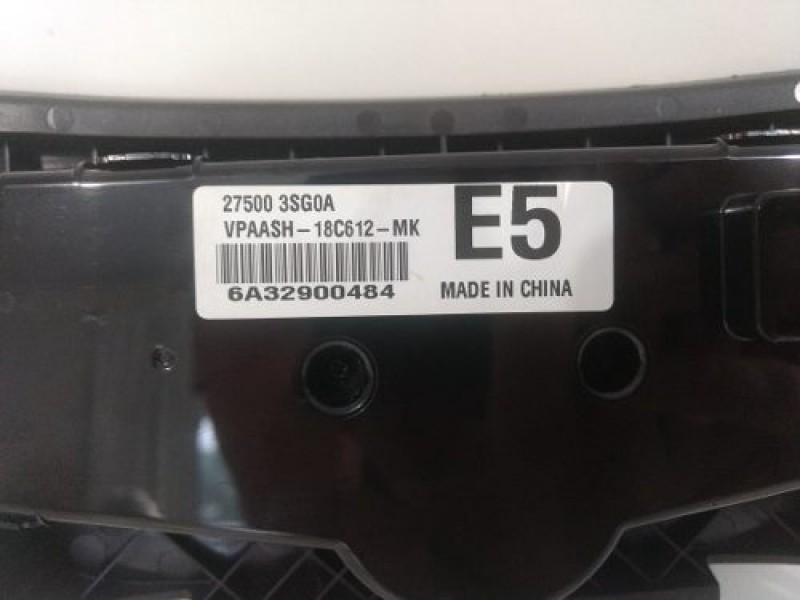 27500 3SG0A
VPAASH-18C612-MK
6A32900484
E5
MADE IN CHINA